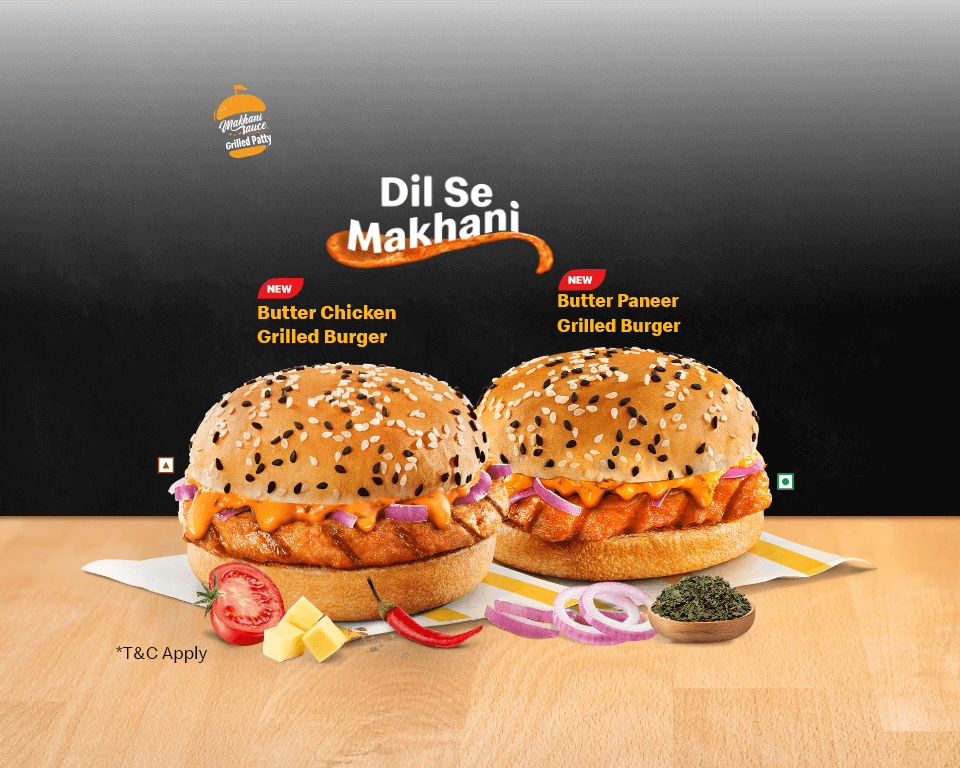 Makhani
sauce
Grilled Patty
Dil Se
Makhani
NEW
Butter Chicken
Grilled Burger
NEW
Butter Paneer
Grilled Burger
*T&C Apply